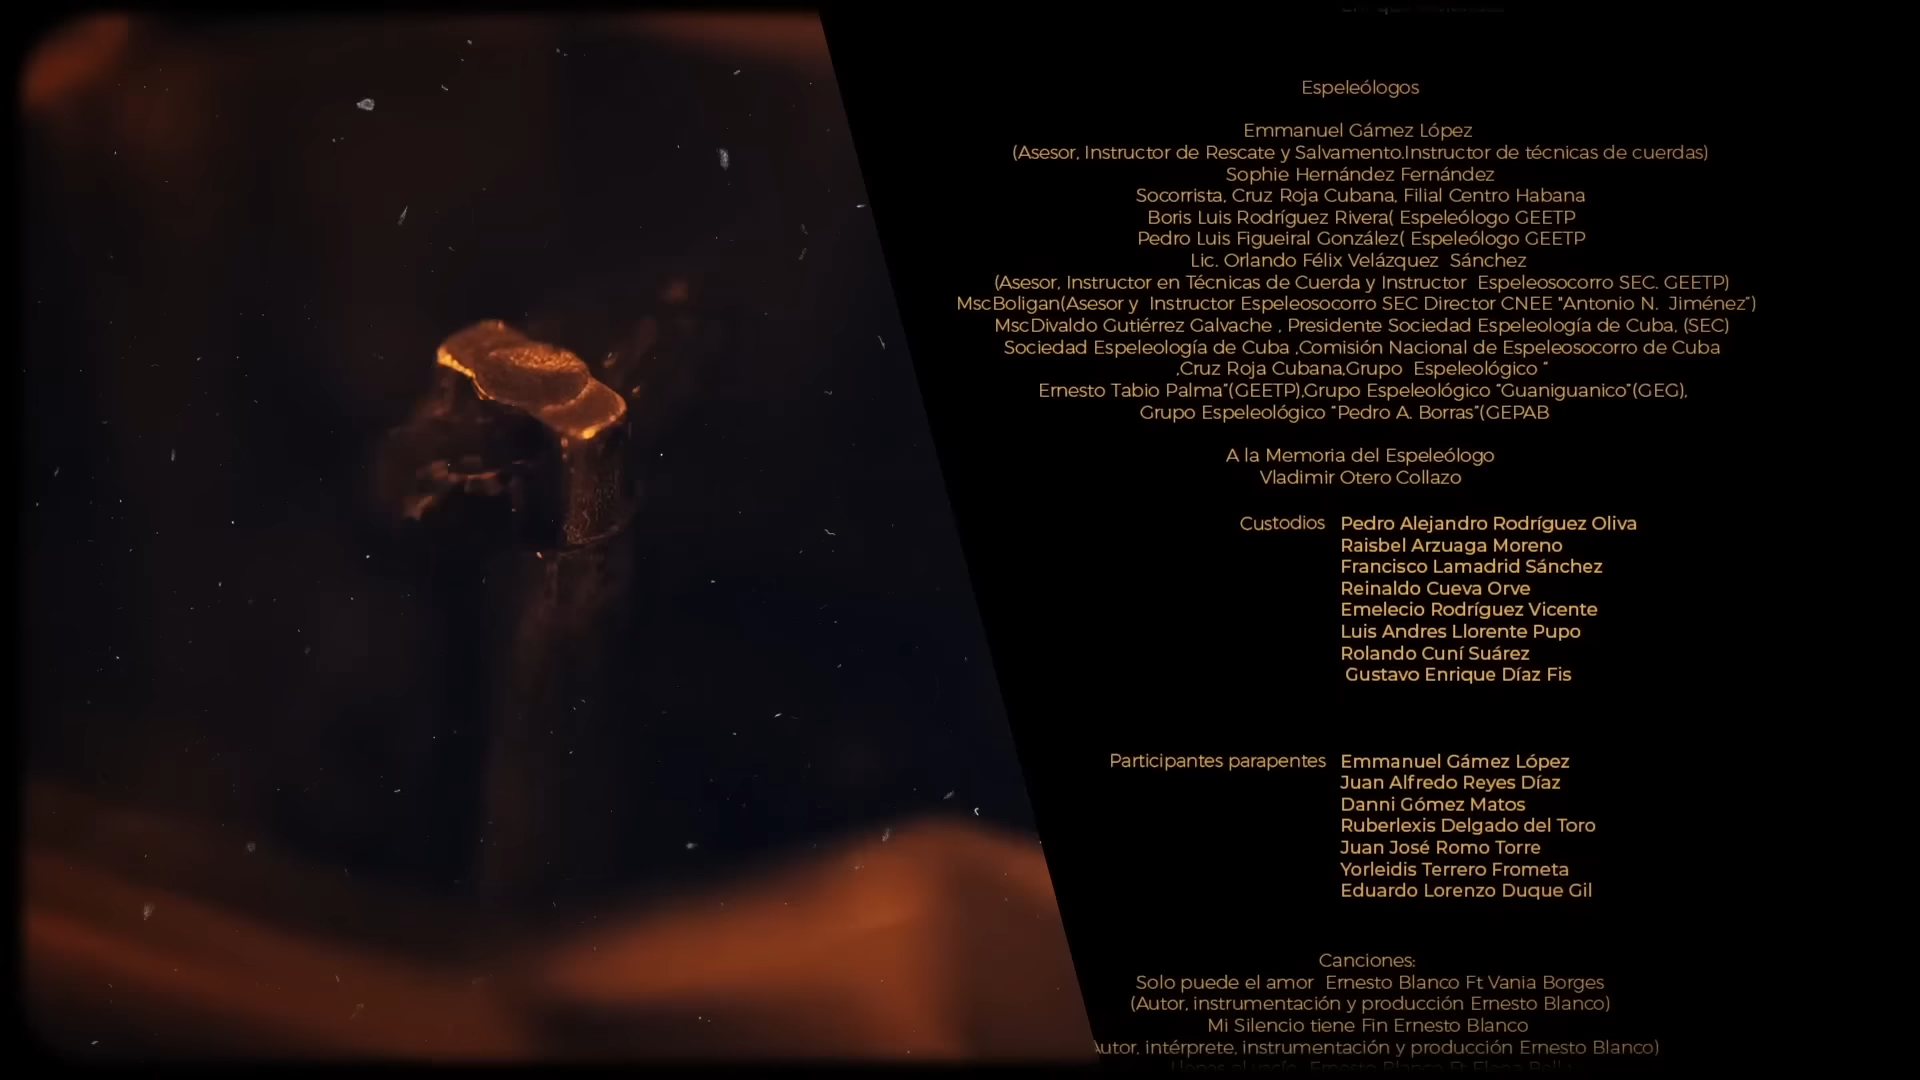 Espeleólogos
Emmanuel Gámez López
(Asesor, Instructor de Rescate y Salvamento.Instructor de técnicas de cuerdas)
Sophie Hernández Fernández
Socorrista, Cruz Roja Cubana, Filial Centro Habana
Boris Luis Rodríguez Rivera( Espeleólogo GEETP
Pedro Luis Figueiral González( Espeleólogo GEETP
Lic. Orlando Félix Velázquez  Sánchez
(Asesor, Instructor en Técnicas de Cuerda y Instructor  Espeleosocorro SEC. GEETP)
MscBoligan(Asesor y  Instructor Espeleosocorro SEC Director CNEE "Antonio N.  Jiménez")
MscDivaldo Gutiérrez Galvache , Presidente Sociedad Espeleología de Cuba, (SEC)
Sociedad Espeleología de Cuba ,Comisión Nacional de Espeleosocorro de Cuba
,Cruz Roja Cubana,Grupo  Espeleológico "
Ernesto Tabio Palma"(GEETP),Grupo Espeleológico "Guaniguanico"(GEG),
Grupo Espeleológico "Pedro A. Borras"(GEPAB
A la Memoria del Espeleólogo
Vladimir Otero Collazo
Custodios Pedro Alejandro Rodríguez Oliva
Raisbel Arzuaga Moreno
Francisco Lamadrid Sánchez
Reinaldo Cueva Orve
Emelecio Rodríguez Vicente
Luis Andres Llorente Pupo
Rolando Cuní Suárez
Gustavo Enrique Díaz Fis
Participantes parapentes Emmanuel Gámez López
Juan Alfredo Reyes Díaz
Danni Gómez Matos
Ruberlexis Delgado del Toro
Juan José Romo Torre
Yorleidis Terrero Frometa
Eduardo Lorenzo Duque Gil
Canciones:
Solo puede el amor  Ernesto Blanco Ft Vania Borges
(Autor, instrumentación y producción Ernesto Blanco)
Mi Silencio tiene Fin Ernesto Blanco
Autor, intérprete, instrumentación y producción Ernesto Blanco)